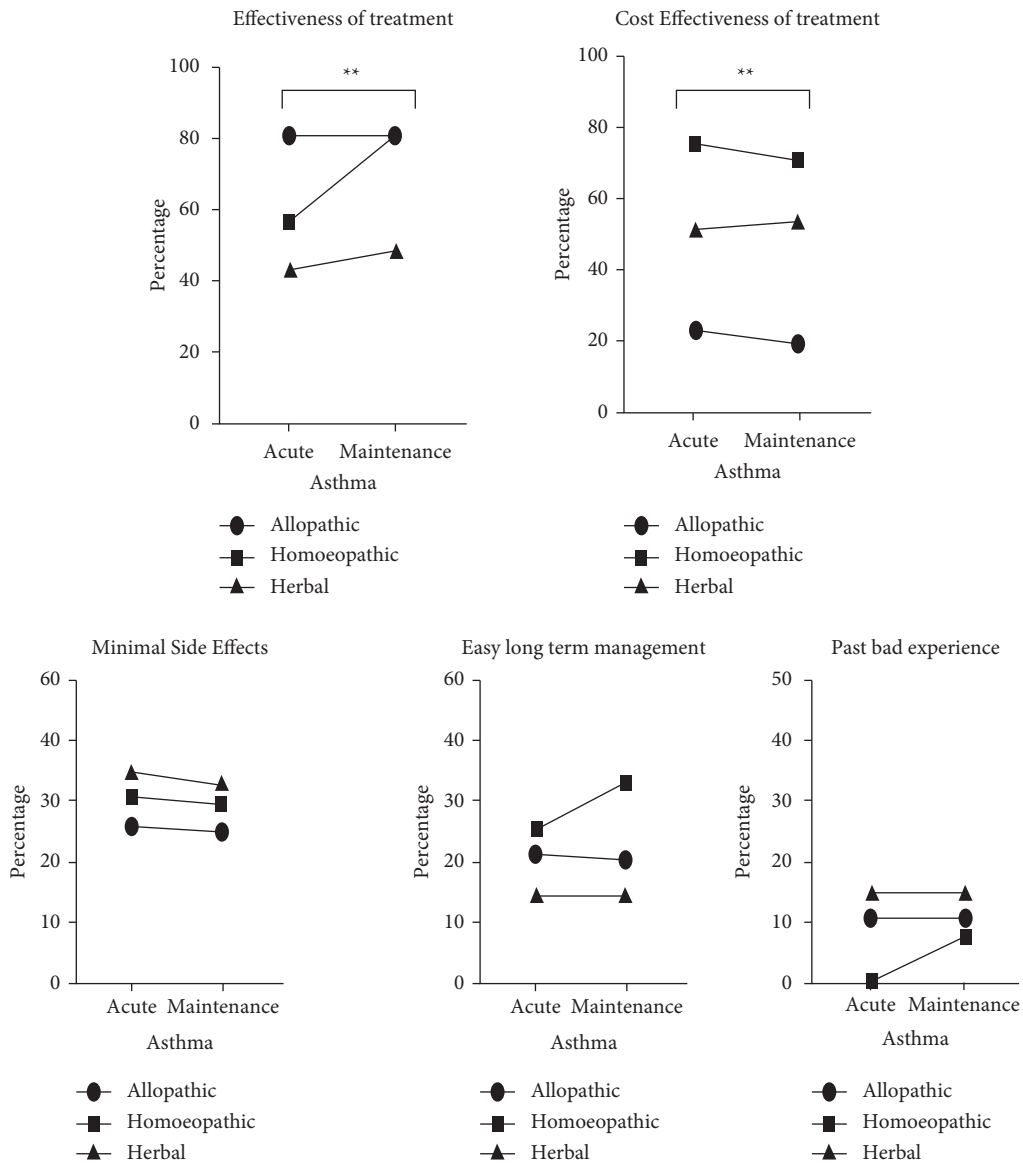 Effectiveness of treatment
**
100
80
60
40
20
0
Percentage
Acute Maintenance
Asthma
Allopathic
Homoeopathic
Herbal
Cost Effectiveness of treatment
**
100
80
60
40
20
0
Percentage
Acute Maintenance
Asthma
Allopathic
Homoeopathic
Herbal
Minimal Side Effects
60
40
30
20
10
0
Percentage
Acute Maintenance
Asthma
Allopathic
Homoeopathic
Herbal
Easy long term management
60
40
30
20
10
0
Percentage
Acute Maintenance
Asthma
Allopathic
Homoeopathic
Herbal
Past bad experience
50
40
30
20
10
0
Percentage
Acute Maintenance
Asthma
Allopathic
Homoeopathic
Herbal